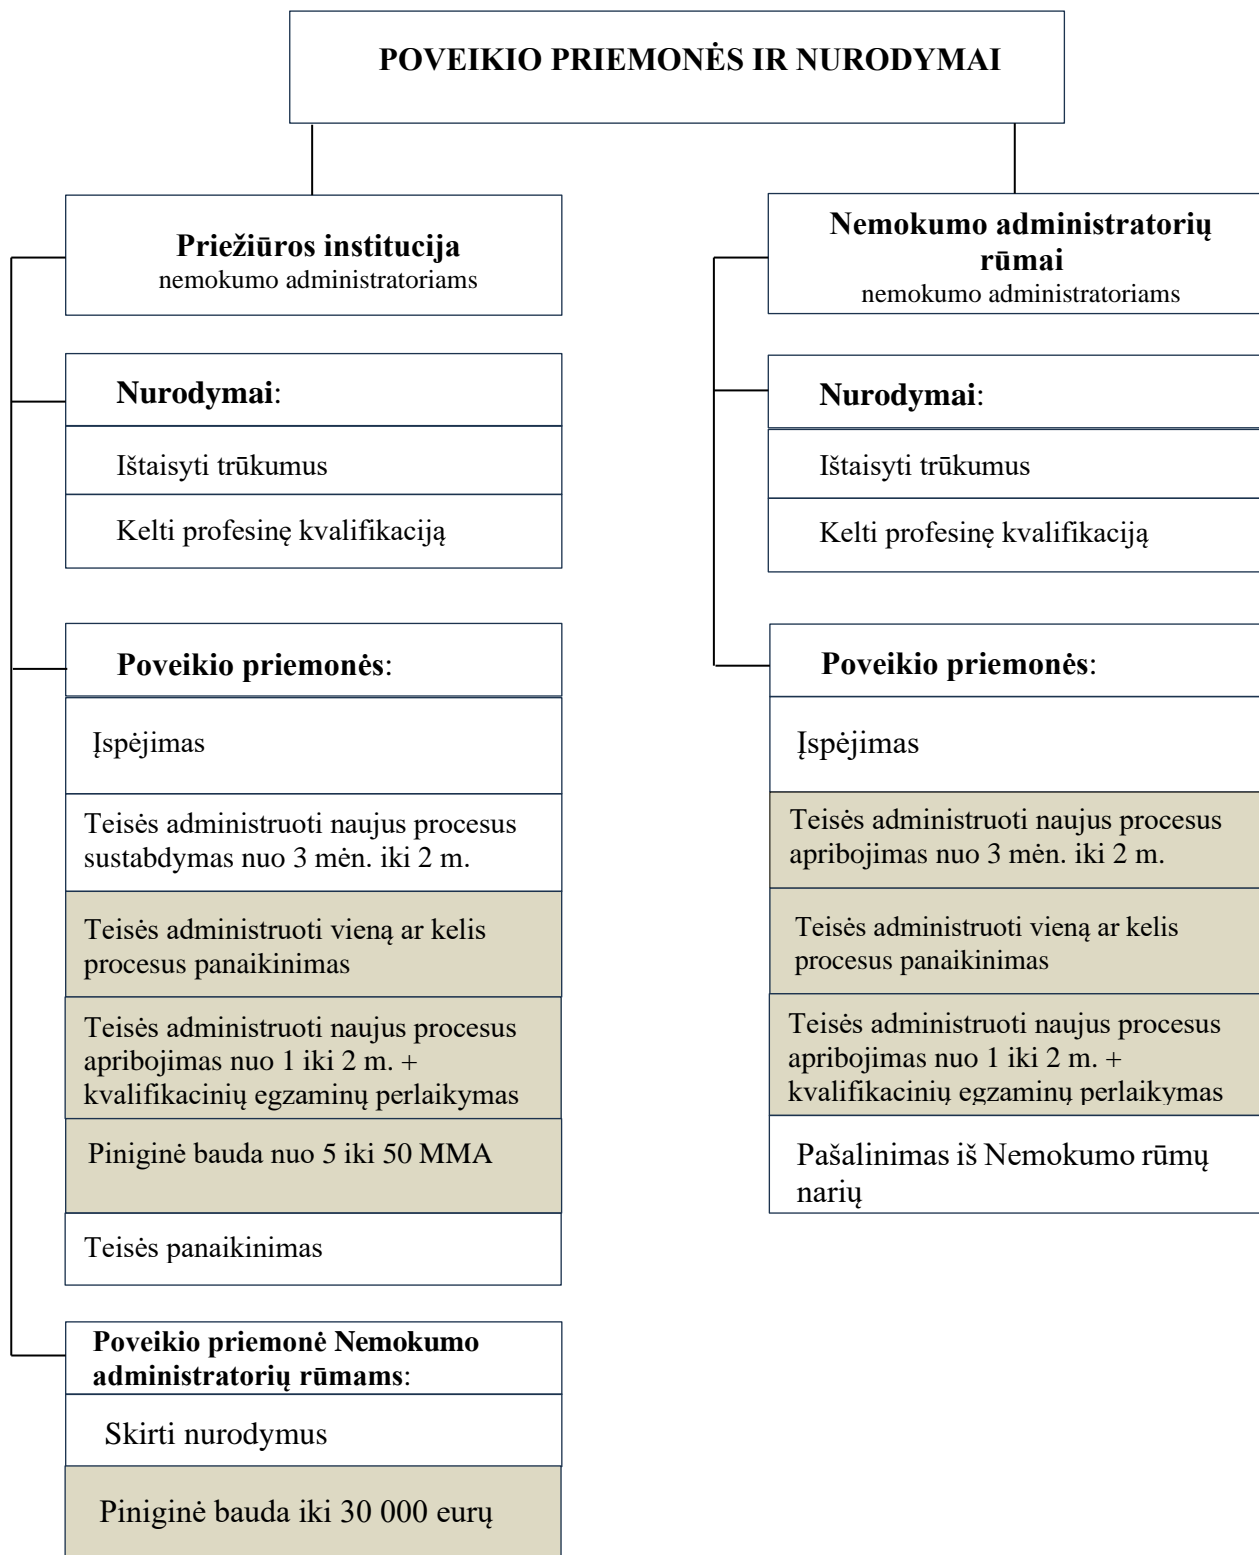 POVEIKIO PRIEMONĖS IR NURODYMAI
Priežiūros institucija
nemokumo administratoriams
Nurodymai:
Ištaisyti trūkumus
Kelti profesinę kvalifikaciją
Poveikio priemonės:
Įspėjimas
Teisės administruoti naujus procesus
sustabdymas nuo 3 mėn. iki 2 m.
Teisės administruoti vieną ar kelis
procesus panaikinimas
Teisės administruoti naujus procesus
apribojimas nuo 1 iki 2 m. +
kvalifikacinių egzaminų perlaikymas
Piniginė bauda nuo 5 iki 50 MMA
Teisės panaikinimas
Poveikio priemonė Nemokumo
administratorių rūmams:
Skirti nurodymus
Piniginė bauda iki 30 000 eurų
Nemokumo administratorių
rūmai
nemokumo administratoriams
Nurodymai:
Ištaisyti trūkumus
Kelti profesinę kvalifikaciją
Poveikio priemonės:
Įspėjimas
Teisės administruoti naujus procesus
apribojimas nuo 3 mėn. iki 2 m.
Teisės administruoti vieną ar kelis
procesus panaikinimas
Teisės administruoti naujus procesus
apribojimas nuo 1 iki 2 m. +
kvalifikacinių egzaminų perlaikymas
Pašalinimas iš Nemokumo rūmų
narių